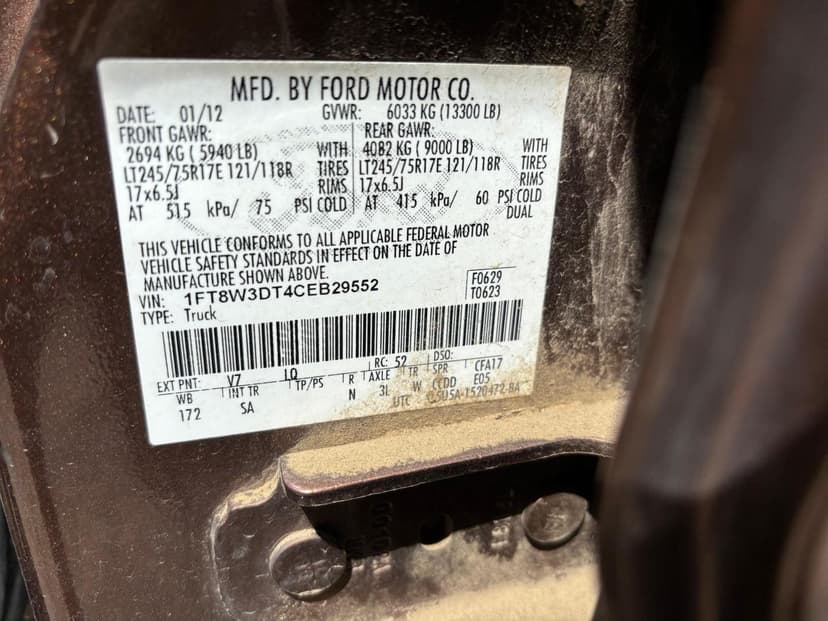 MFD. BY FORD MOTOR CO.
DATE: 01/12 GVWR: 6033 KG (13300 LB)
FRONT GAWR: REAR GAWR:
2694 KG ( 5940 LB) WITH 4082 KG ( 9000 LB) WITH
LT245/75R17E 121/118R TIRES LT245/75R17E 121/118R TIRES
17x6.5J RIMS 17x6.5J RIMS
AT 515 kPa/ 75 PSI COLD AT 415 kPa/ 60 PSI COLD
DUAL
THIS VEHICLE CONFORMS TO ALL APPLICABLE FEDERAL MOTOR
VEHICLE SAFETY STANDARDS IN EFFECT ON THE DATE OF
MANUFACTURE SHOWN ABOVE.
VIN: 1FT8W3DT4CEB29552 F0629
TYPE: Truck T0623
EXT PNT: V7 LQ RC: 52 DSO:
WB INT TR TP/PS R AXLE TR SPR CFA17
172 SA N 3L W CCDD E05
UTC